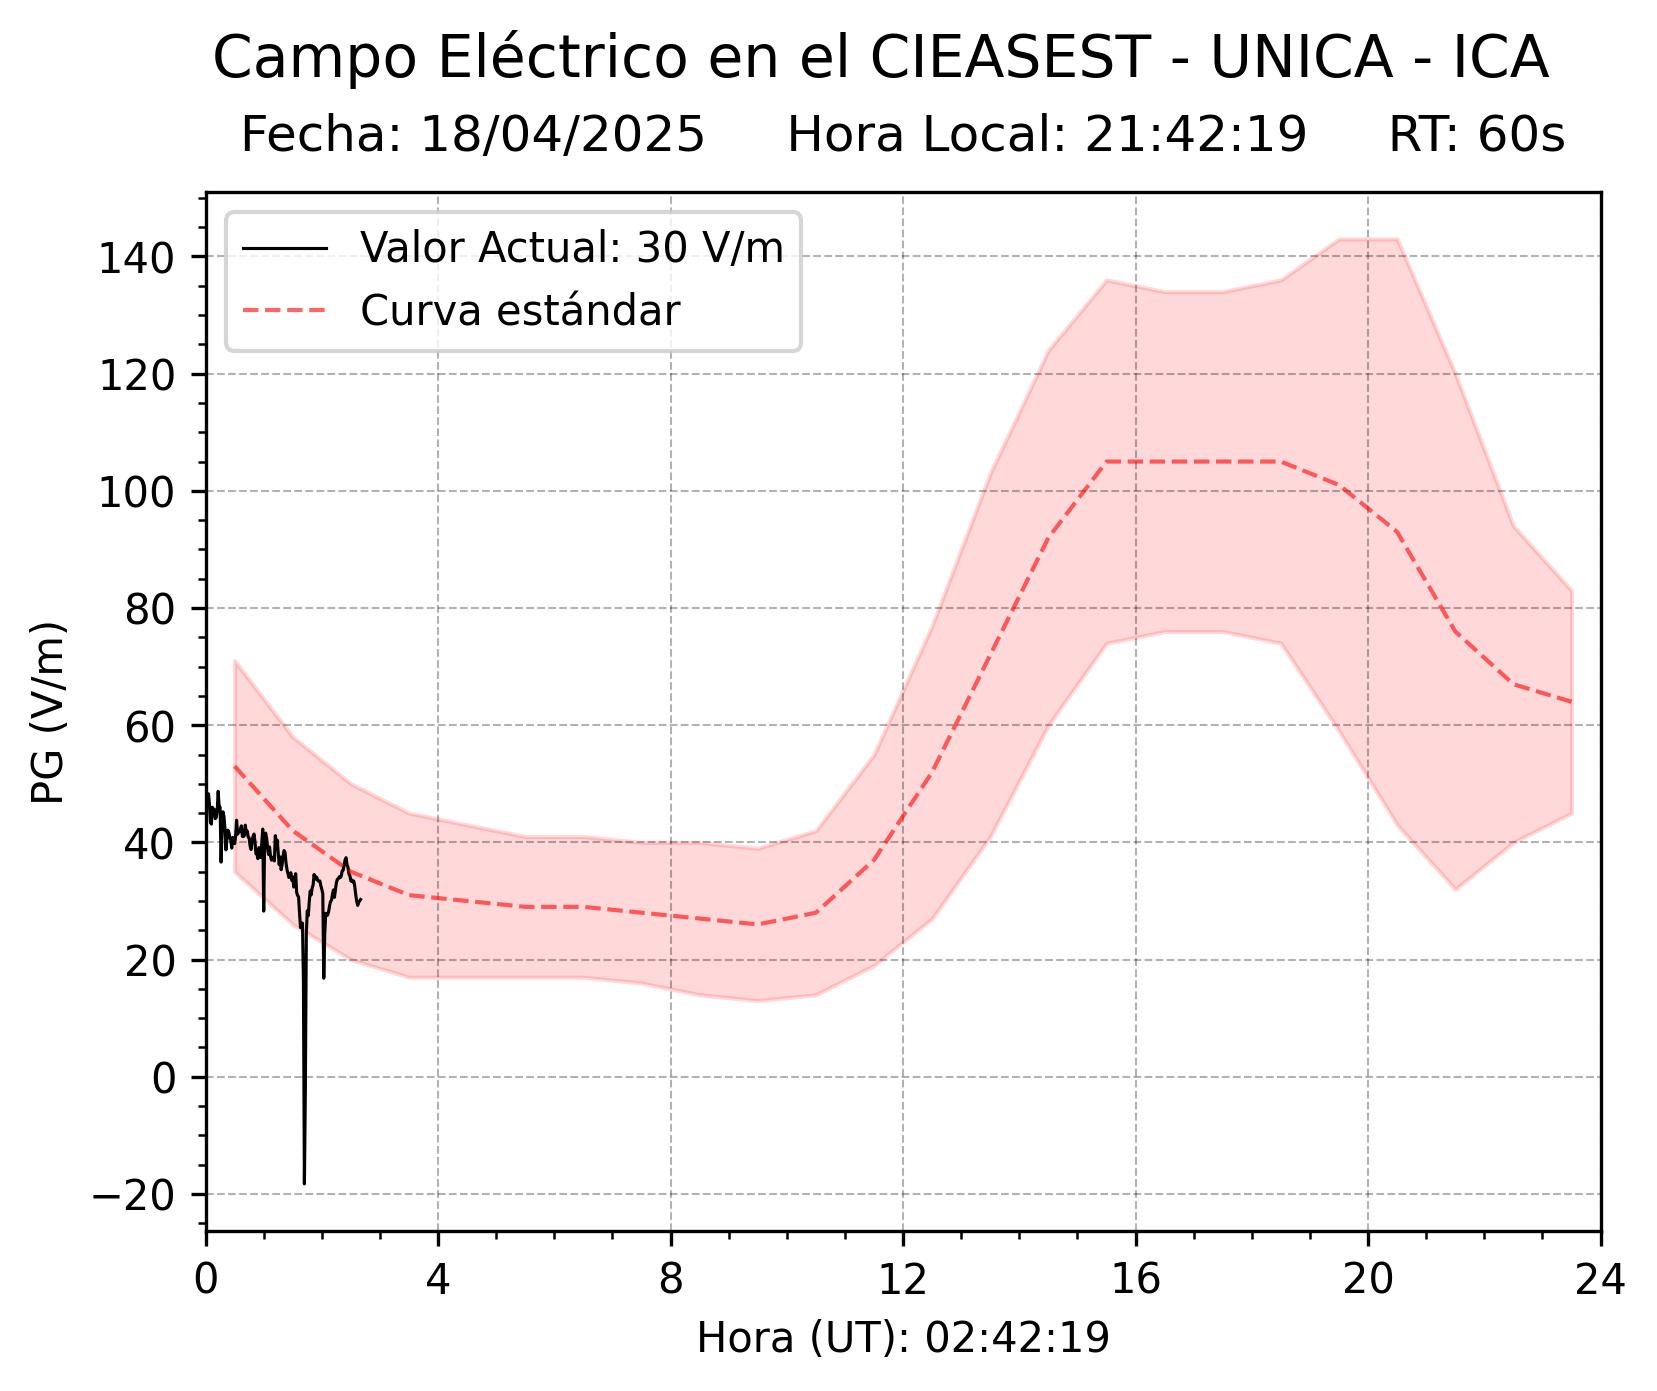 Campo Eléctrico en el CIEASEST - UNICA - ICA
Fecha: 18/04/2025 Hora Local: 21:42:19 RT: 60s
Valor Actual: 30 V/m
Curva estándar
PG (V/m)
140
120
100
80
60
40
20
0
−20
0 4 8 12 16 20 24
Hora (UT): 02:42:19